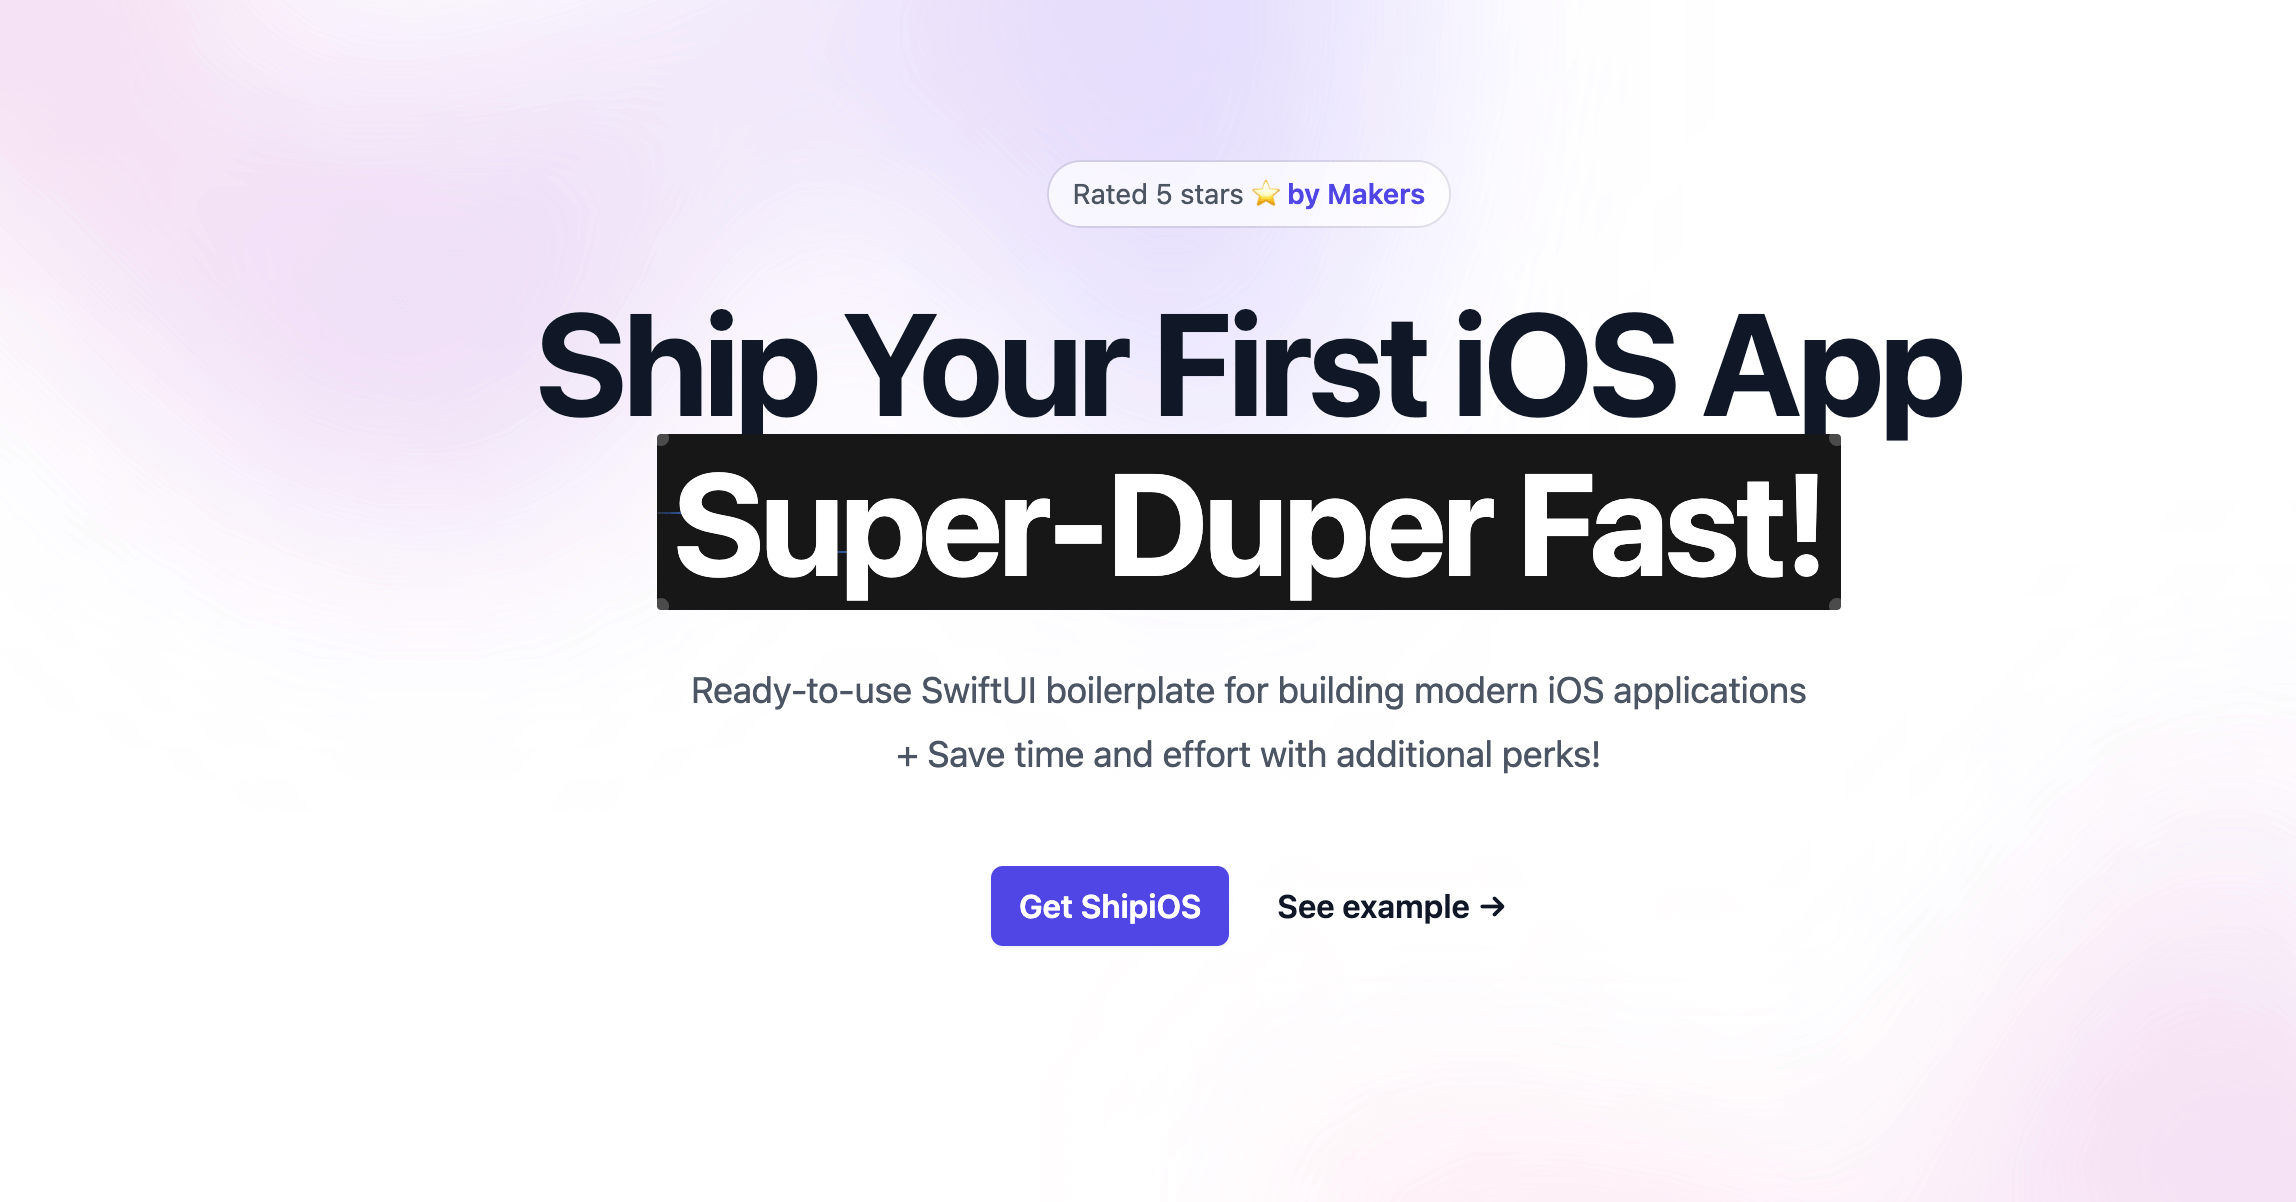 Rated 5 stars ⭐ by Makers
Ship Your First iOS App
Super-Duper Fast!
Ready-to-use SwiftUI boilerplate for building modern iOS applications
+ Save time and effort with additional perks!
Get ShipiOS
See example →